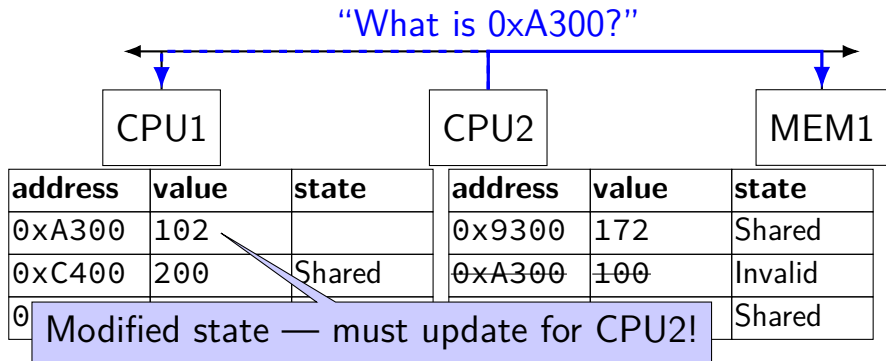 “What is 0xA300?”
CPU1 CPU2 MEM1
address value state address value state
0xA300 102 0x9300 172 Shared
0xC400 200 Shared 0xA300 100 Invalid
Shared
Modified state — must update for CPU2!